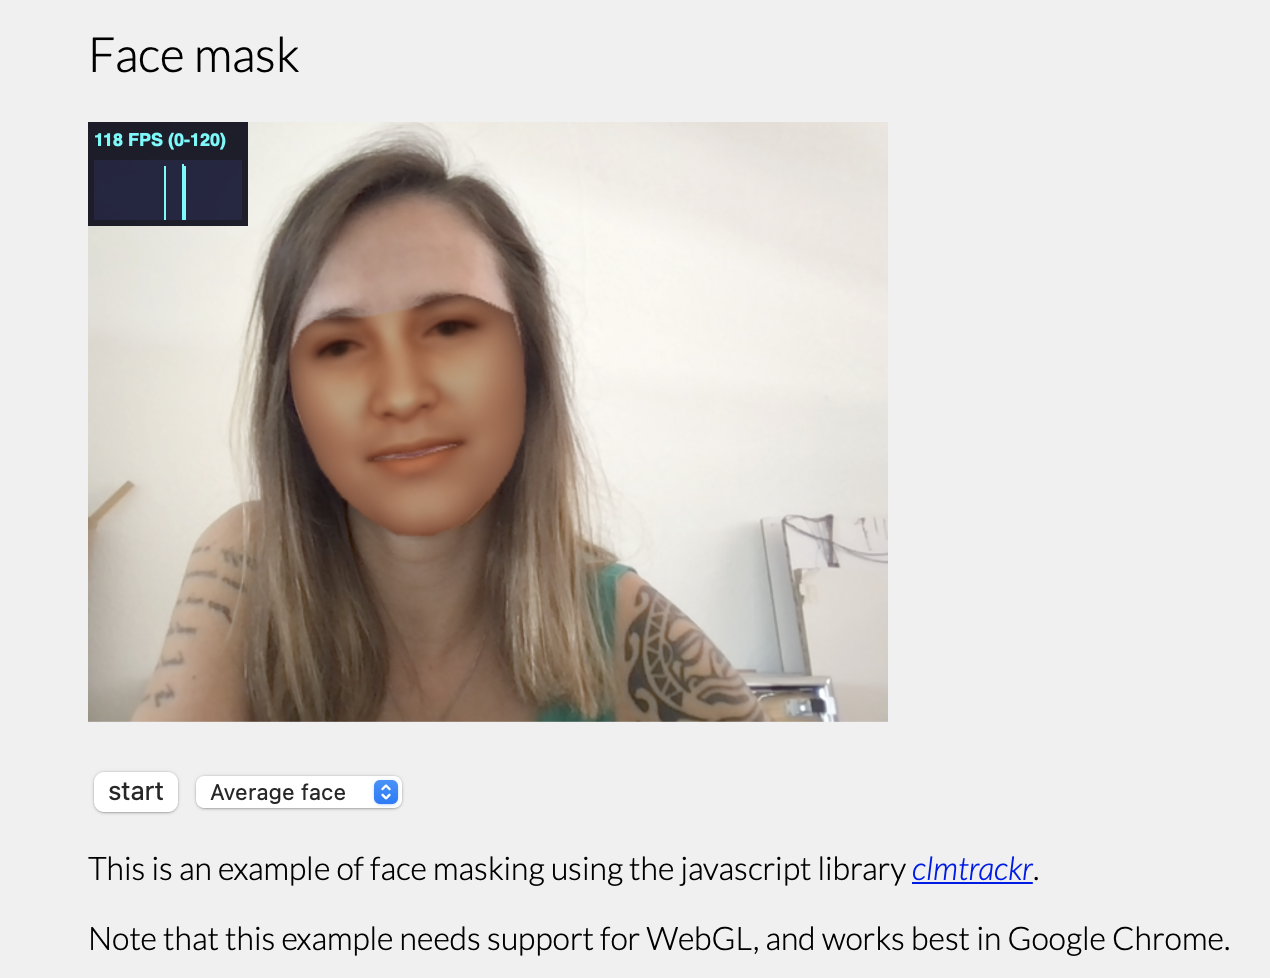 Face mask
118 FPS (0-120)
start
Average face
This is an example of face masking using the javascript library clmtrackr.
Note that this example needs support for WebGL, and works best in Google Chrome.